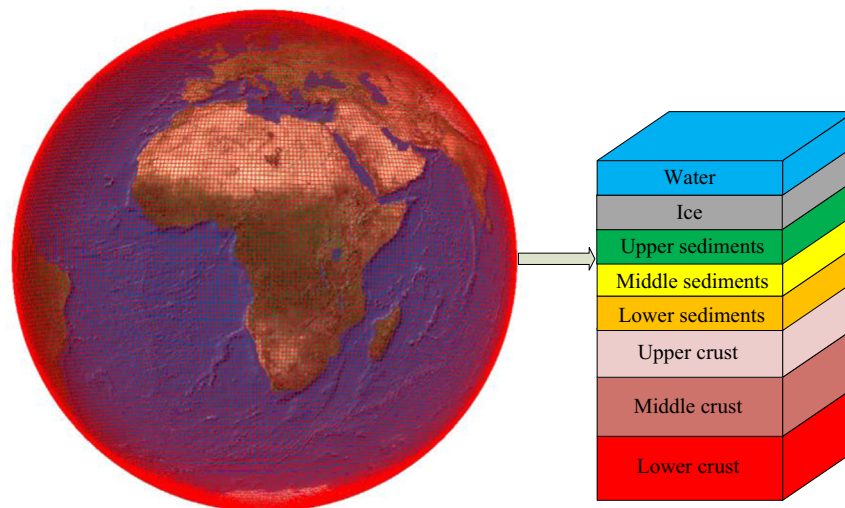 Water
Ice
Upper sediments
Middle sediments
Lower sediments
Upper crust
Middle crust
Lower crust